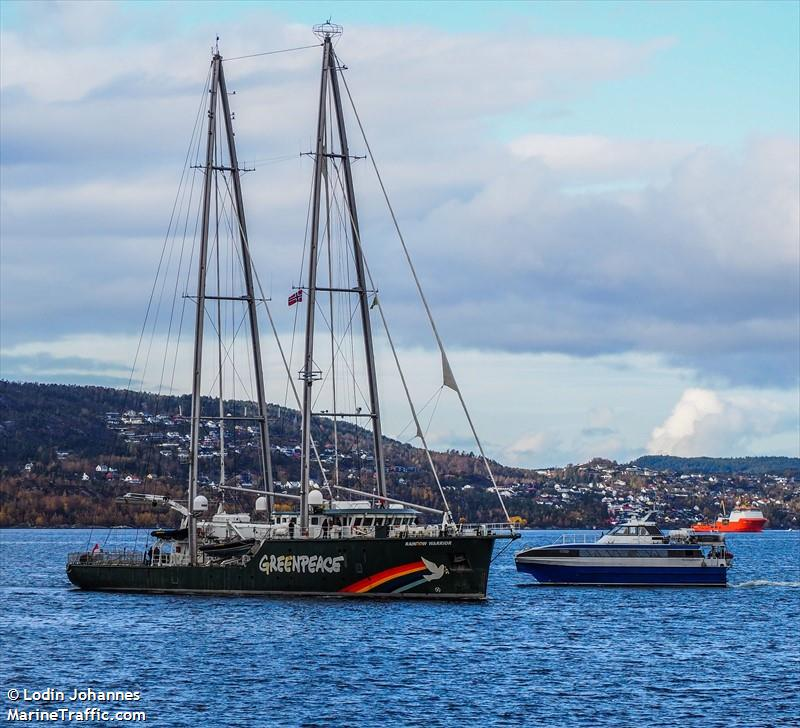 RAINBOW WARRIOR
GREENPEACE
© Lodin Johannes
MarineTraffic.com